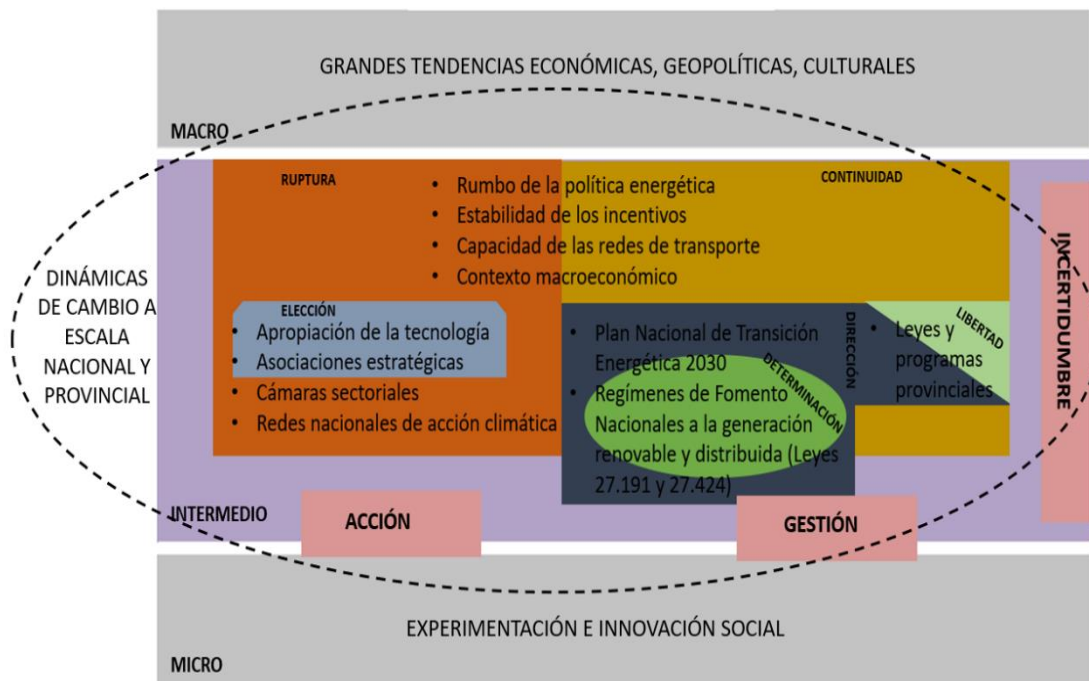 GRANDES TENDENCIAS ECONÓMICAS, GEOPOLÍTICAS, CULTURALES
MACRO
RUPTURA
CONTINUIDAD
• Rumbo de la política energética
• Estabilidad de los incentivos
• Capacidad de las redes de transporte
• Contexto macroeconómico
DINÁMICAS
DE CAMBIO A
ESCALA
NACIONAL Y
PROVINCIAL
ELECCIÓN
• Apropiación de la tecnología
• Asociaciones estratégicas
• Cámaras sectoriales
• Redes nacionales de acción climática
• Plan Nacional de Transición
Energética 2030
• Regímenes de Fomento
Nacionales a la generación
renovable y distribuida (Leyes
27.191 y 27.424)
DETERMINACIÓN
DIRECCIÓN
• Leyes y
programas
provinciales
LIBERTAD
INCERTIDUMBRE
INTERMEDIO
ACCIÓN
GESTIÓN
EXPERIMENTACIÓN E INNOVACIÓN SOCIAL
MICRO